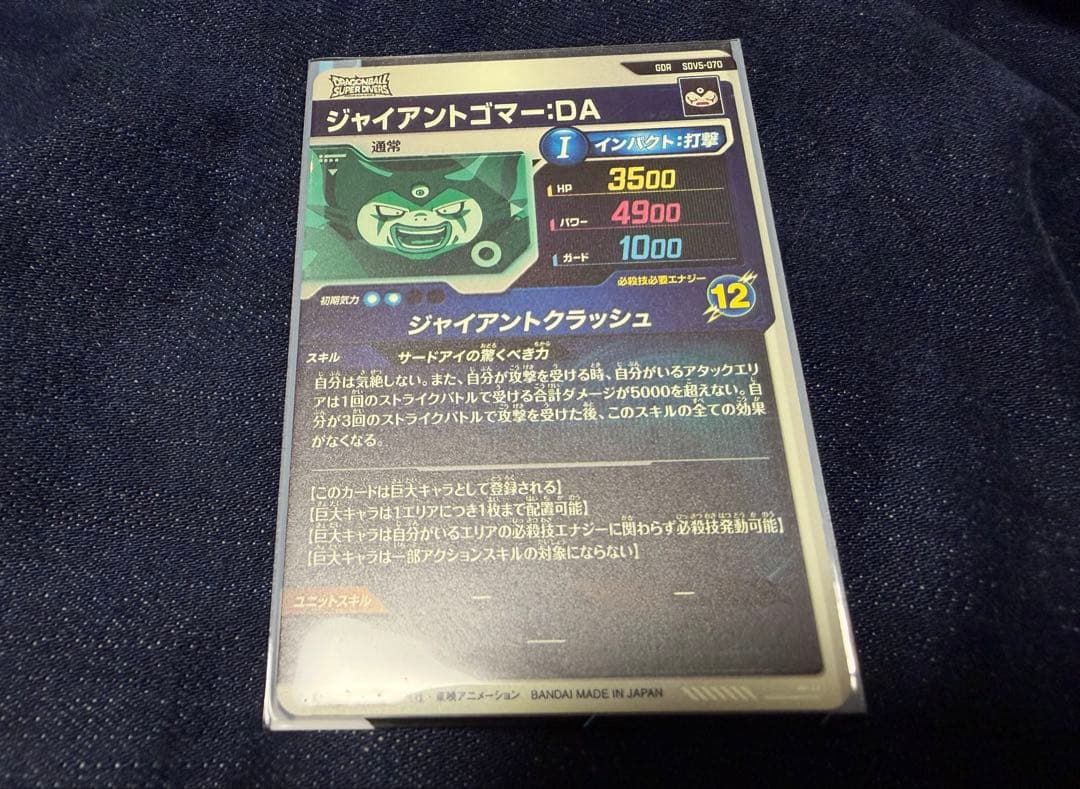 GDR SDV5-070
DRAGONBALL
SUPER DIVERS
ジャイアントゴマー:DA
通常
I インパクト:打撃
HP 3500
パワー 4900
ガード 1000
必殺技必要エナジー
12
初期気力
ジャイアントクラッシュ
スキル サードアイの驚くべき力
自分は気絶しない。また、自分が攻撃を受ける時、自分がいるアタックエリ
アは1回のストライクバトルで受ける合計ダメージが5000を超えない。自
分が3回のストライクバトルで攻撃を受けた後、このスキルの全ての効果
がなくなる。
【このカードは巨大キャラとして登録される】
【巨大キャラは1エリアにつき1枚まで配置可能】
【巨大キャラは自分がいるエリアの必殺技エナジーに関わらず必殺技発動可能】
【巨大キャラは一部アクションスキルの対象にならない】
ユニットスキル — —
—
・東映アニメーション BANDAI MADE IN JAPAN